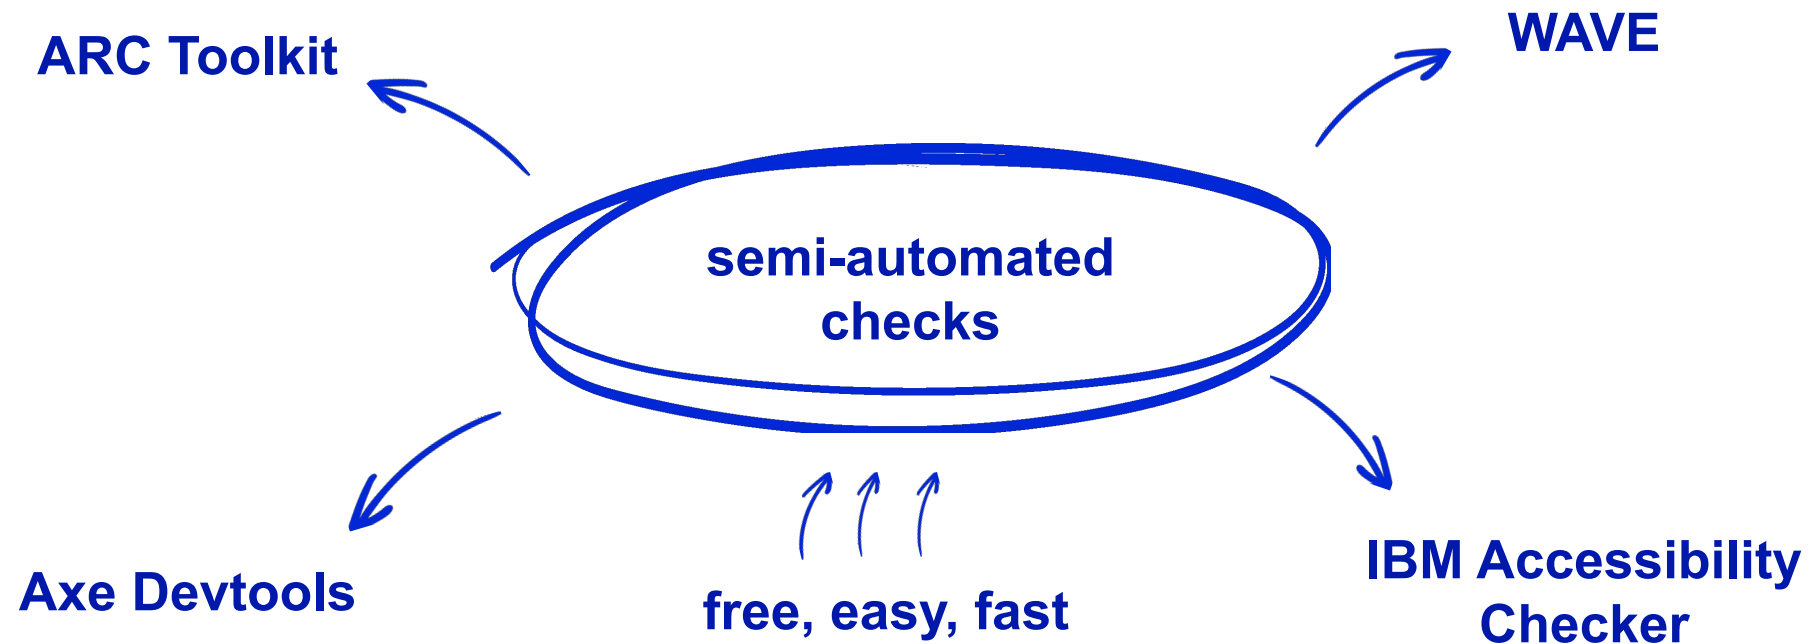 ARC Toolkit
WAVE
semi-automated
checks
Axe Devtools
free, easy, fast
IBM Accessibility
Checker